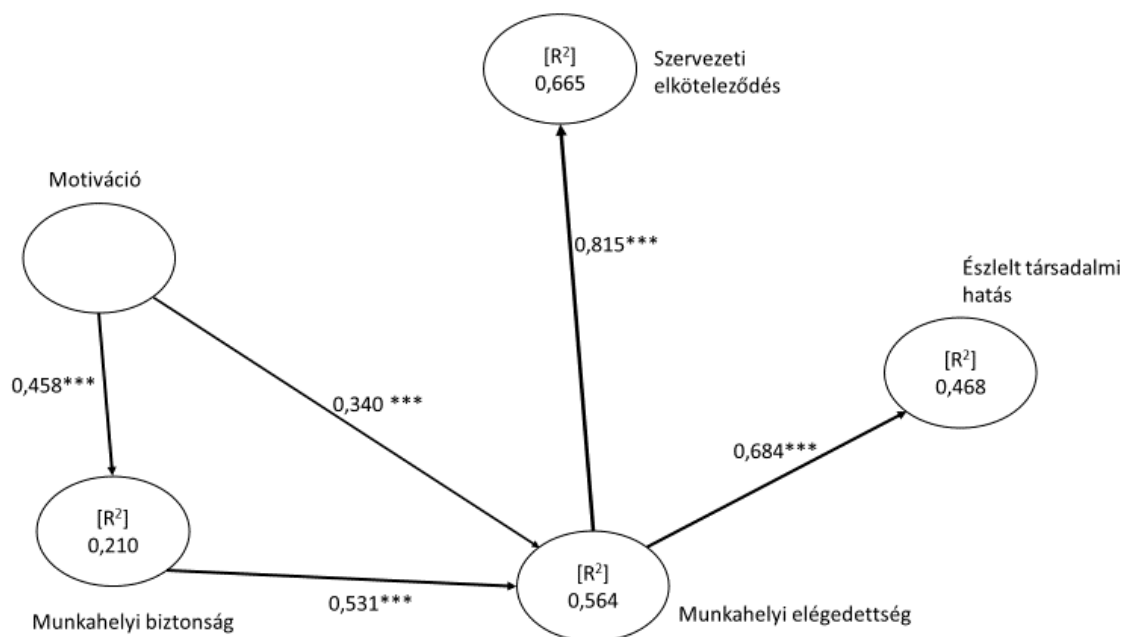 [R²]
0,665
Szervezeti
elköteleződés
Motiváció
0,815***
Észlelt társadalmi
hatás
[R²]
0,468
0,458***
0,340 ***
0,684***
[R²]
0,210
[R²]
0,564
0,531***
Munkahelyi biztonság
Munkahelyi elégedettség